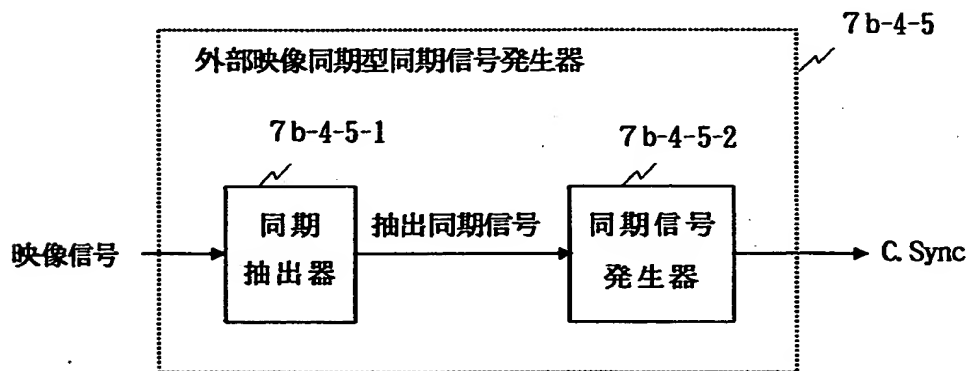 7b-4-5
外部映像同期型同期信号発生器
7b-4-5-1
7b-4-5-2
映像信号
同期
抽出器
抽出同期信号
同期信号
発生器
C. Sync